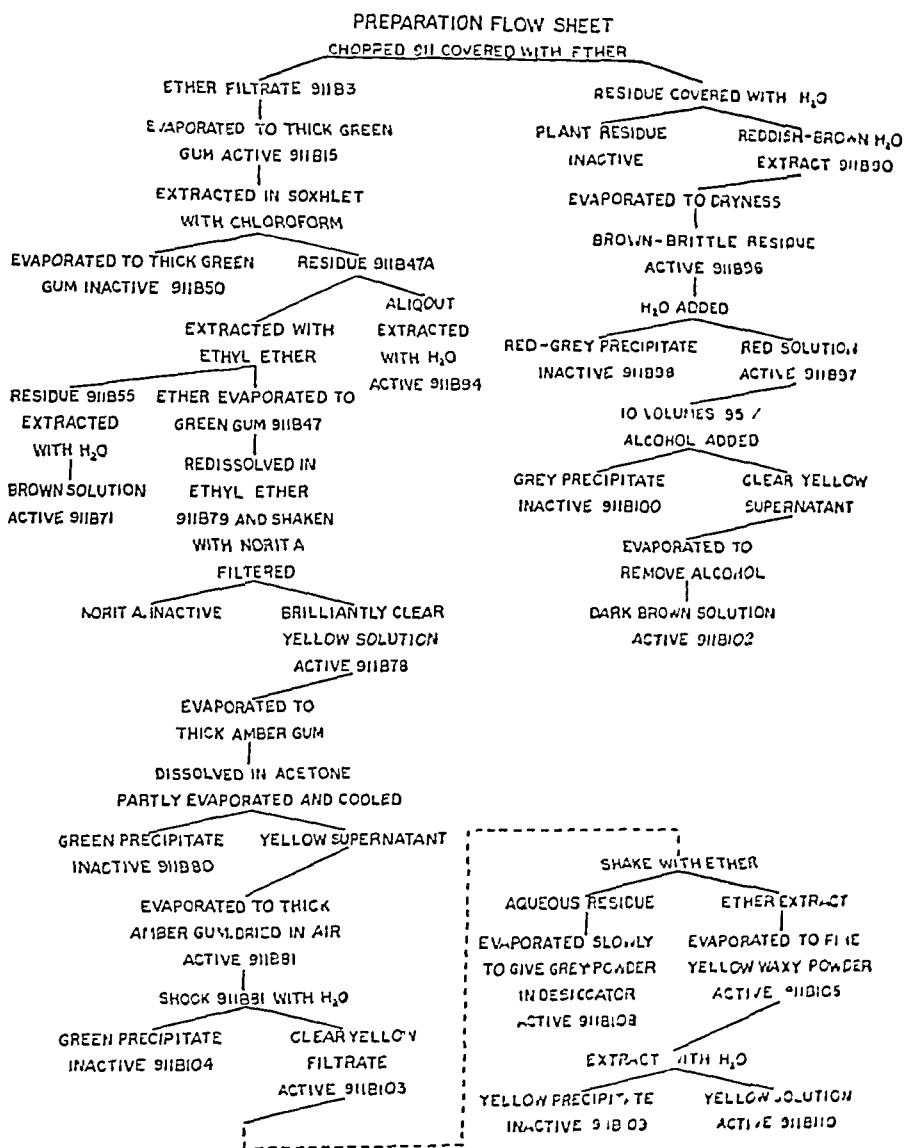 PREPARATION FLOW SHEET
CHOPPED 911 COVERED WITH ETHER
ETHER FILTRATE 911B3
EVAPORATED TO THICK GREEN
GUM ACTIVE 911B15
EXTRACTED IN SOXHLET
WITH CHLOROFORM
EVAPORATED TO THICK GREEN
GUM INACTIVE 911B50
RESIDUE 911B47A
EXTRACTED WITH
ETHYL ETHER
ALIQOUT
EXTRACTED
WITH H₂O
ACTIVE 911B94
RESIDUE 911B55
EXTRACTED
WITH H₂O
BROWN SOLUTION
ACTIVE 911B71
ETHER EVAPORATED TO
GREEN GUM 911B47
REDISSOLVED IN
ETHYL ETHER
911B79 AND SHAKEN
WITH NORIT A
FILTERED
NORIT A. INACTIVE
BRILLIANTLY CLEAR
YELLOW SOLUTION
ACTIVE 911B78
EVAPORATED TO
THICK AMBER GUM
DISSOLVED IN ACETONE
PARTLY EVAPORATED AND COOLED
GREEN PRECIPITATE
INACTIVE 911B80
YELLOW SUPERNATANT
EVAPORATED TO THICK
AMBER GUM.DRIED IN AIR
ACTIVE 911B81
SHOCK 911B81 WITH H₂O
GREEN PRECIPITATE
INACTIVE 911B104
CLEAR YELLOW
FILTRATE
ACTIVE 911B103
RESIDUE COVERED WITH H₂O
PLANT RESIDUE
INACTIVE
REDDISH-BROWN H₂O
EXTRACT 911B90
EVAPORATED TO DRYNESS
BROWN-BRITTLE RESIDUE
ACTIVE 911B96
H₂O ADDED
RED-GREY PRECIPITATE
INACTIVE 911B98
RED SOLUTION
ACTIVE 911B97
10 VOLUMES 95 /
ALCOHOL ADDED
GREY PRECIPITATE
INACTIVE 911B100
CLEAR YELLOW
SUPERNATANT
EVAPORATED TO
REMOVE ALCOHOL
DARK BROWN SOLUTION
ACTIVE 911B102
SHAKE WITH ETHER
AQUEOUS RESIDUE
EVAPORATED SLOWLY
TO GIVE GREY POWDER
IN DESICCATOR
ACTIVE 911B108
ETHER EXTRACT
EVAPORATED TO FINE
YELLOW WAXY POWDER
ACTIVE 911B105
EXTRACT WITH H₂O
YELLOW PRECIPITATE
INACTIVE
YELLOW SOLUTION
ACTIVE 911B110